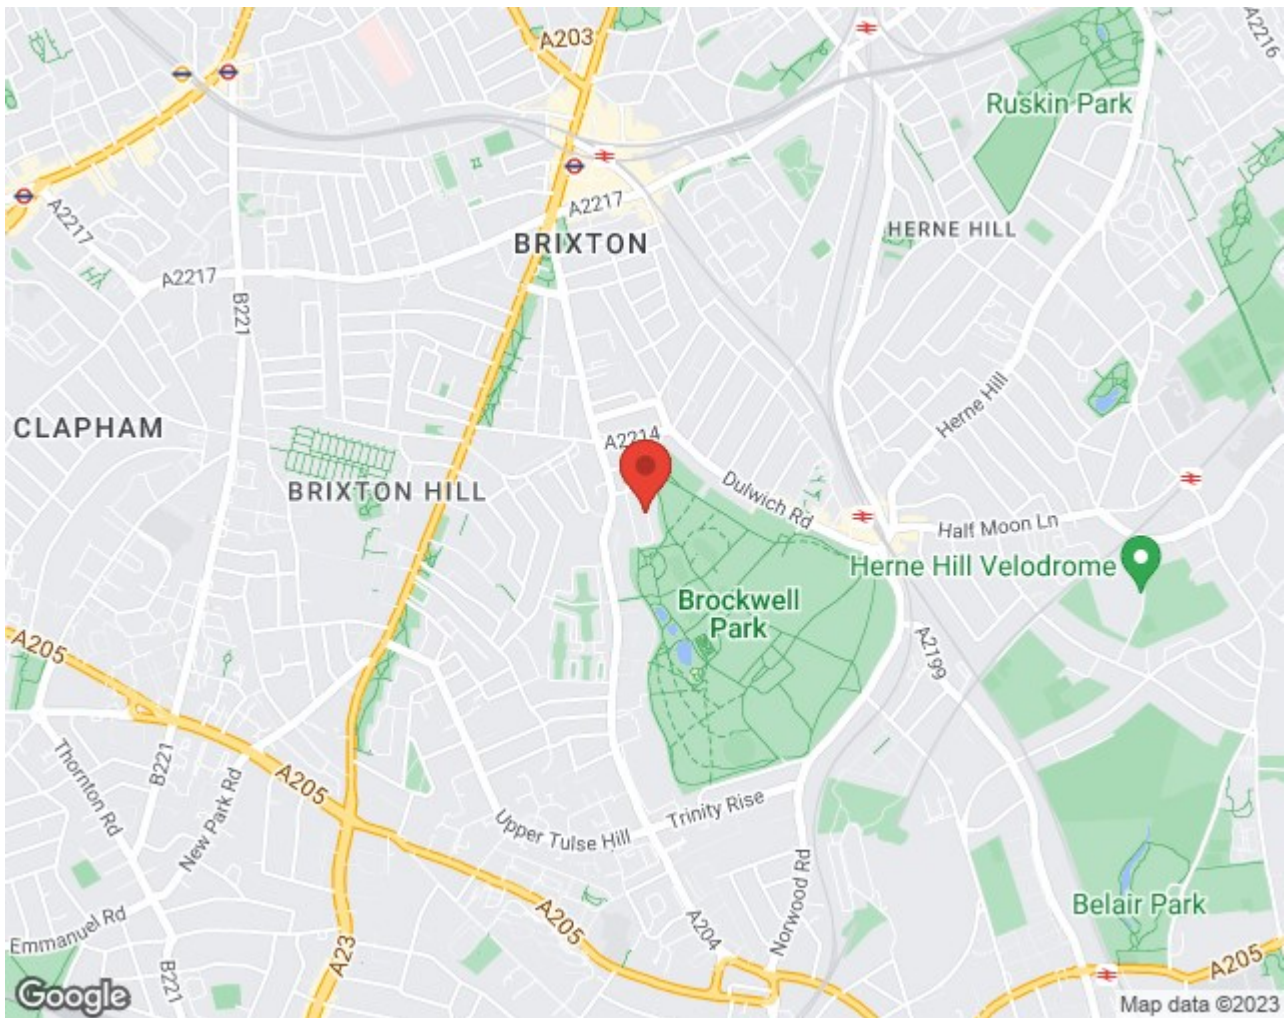 A203
A2216
Ruskin Park
A2217
A2217
HERNE HILL
BRIXTON
A2217
B221
Herne Hill
CLAPHAM
A2214
BRIXTON HILL
Dulwich Rd
Half Moon Ln
Herne Hill Velodrome
Brockwell
Park
A205
A2199
B221
Thornton Rd
New Park Rd
A205
Trinity Rise
Upper Tulse Hill
Norwood Rd
Belair Park
A205
A204
Emmanuel Rd
A23
B221
A205
Google
Map data ©2023